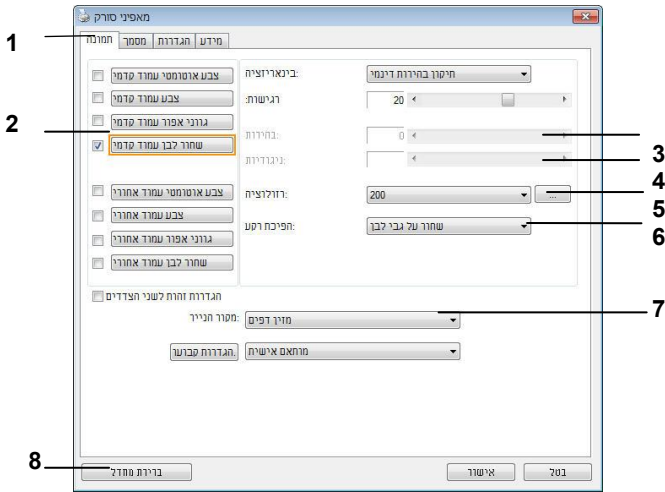 מאפיני סורק
1
תמונה מסמך הגדרות מידע
2
צבע אוטומטי עמוד קדמי
צבע עמוד קדמי
גרוני אפור עמוד קדמי
שחור לבן עמוד קדמי
צבע אוטומטי עמוד אחורי
צבע עמוד אחורי
גרוני אפור עמוד אחורי
שחור לבן עמוד אחורי
בינאריזציה: תיקון בהירות דינמי
רגישות: 20
בהירות: 0
ניגודיות:
3
רזולוציה: 200 ...
4
5
הפיכת רקע: שחור על גבי לבן
6
הגדרות זהות לשני הצדדים
מקור הנייר: מזין דפים
7
הגדרות קבועו. מותאם אישית
8
ברירת מחדל אישור בטל